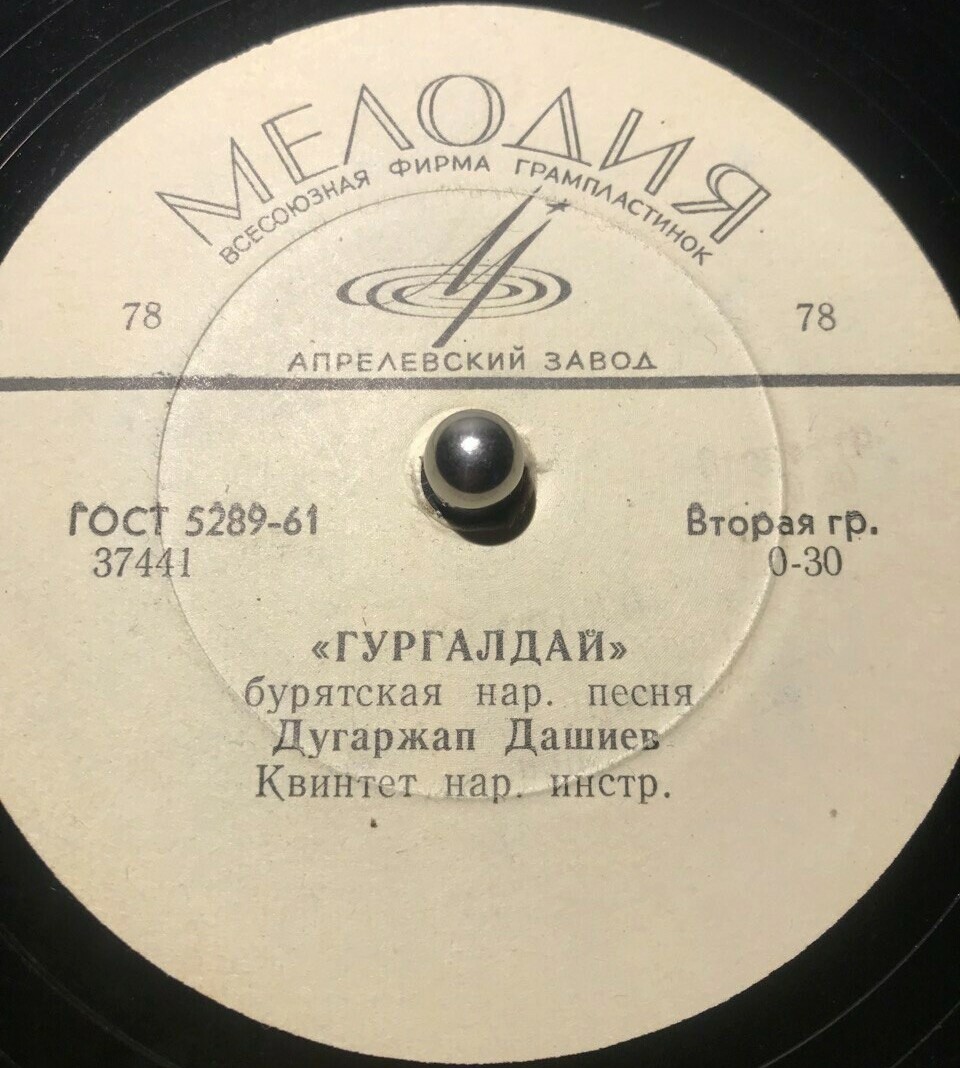 МЕЛОДИЯ
ВСЕСОЮЗНАЯ ФИРМА ГРАМПЛАСТИНОК
78 78
АПРЕЛЕВСКИЙ ЗАВОД
ГОСТ 5289-61 Вторая гр.
37441 0-30
«ГУРГАЛДАЙ»
бурятская нар. песня
Дугаржап Дашиев
Квинтет нар. инстр.